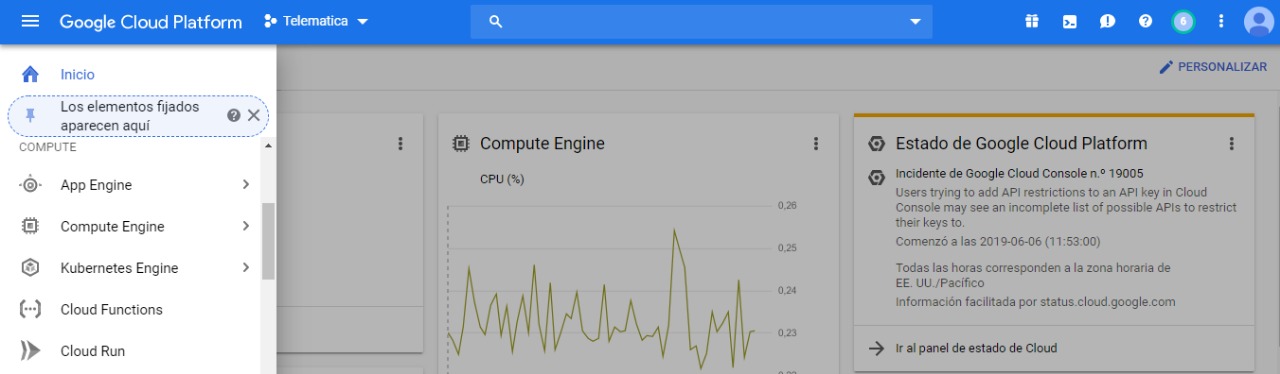 Google Cloud Platform
Telematica
6
Inicio
Los elementos fijados
aparecen aquí
COMPUTE
App Engine
Compute Engine
Kubernetes Engine
Cloud Functions
Cloud Run
PERSONALIZAR
Compute Engine
CPU (%)
0,26
0,25
0,24
0,23
0,22
Estado de Google Cloud Platform
Incidente de Google Cloud Console n.º 19005
Users trying to add API restrictions to an API key in Cloud
Console may see an incomplete list of possible APIs to restrict
their keys to.
Comenzó a las 2019-06-06 (11:53:00)
Todas las horas corresponden a la zona horaria de
EE. UU./Pacífico
Información facilitada por status.cloud.google.com
Ir al panel de estado de Cloud